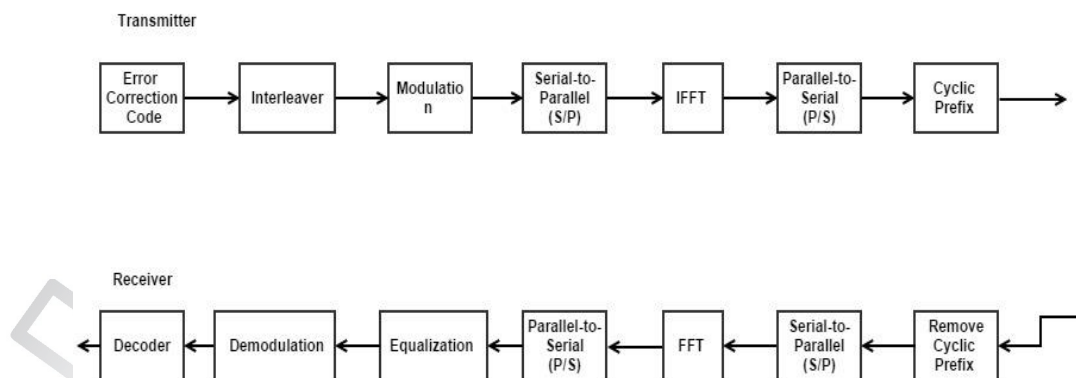 Transmitter
Error
Correction
Code
Interleaver
Modulatio
n
Serial-to-
Parallel
(S/P)
IFFT
Parallel-to-
Serial
(P/S)
Cyclic
Prefix
Receiver
Decoder
Demodulation
Equalization
Parallel-to-
Serial
(P/S)
FFT
Serial-to-
Parallel
(S/P)
Remove
Cyclic
Prefix